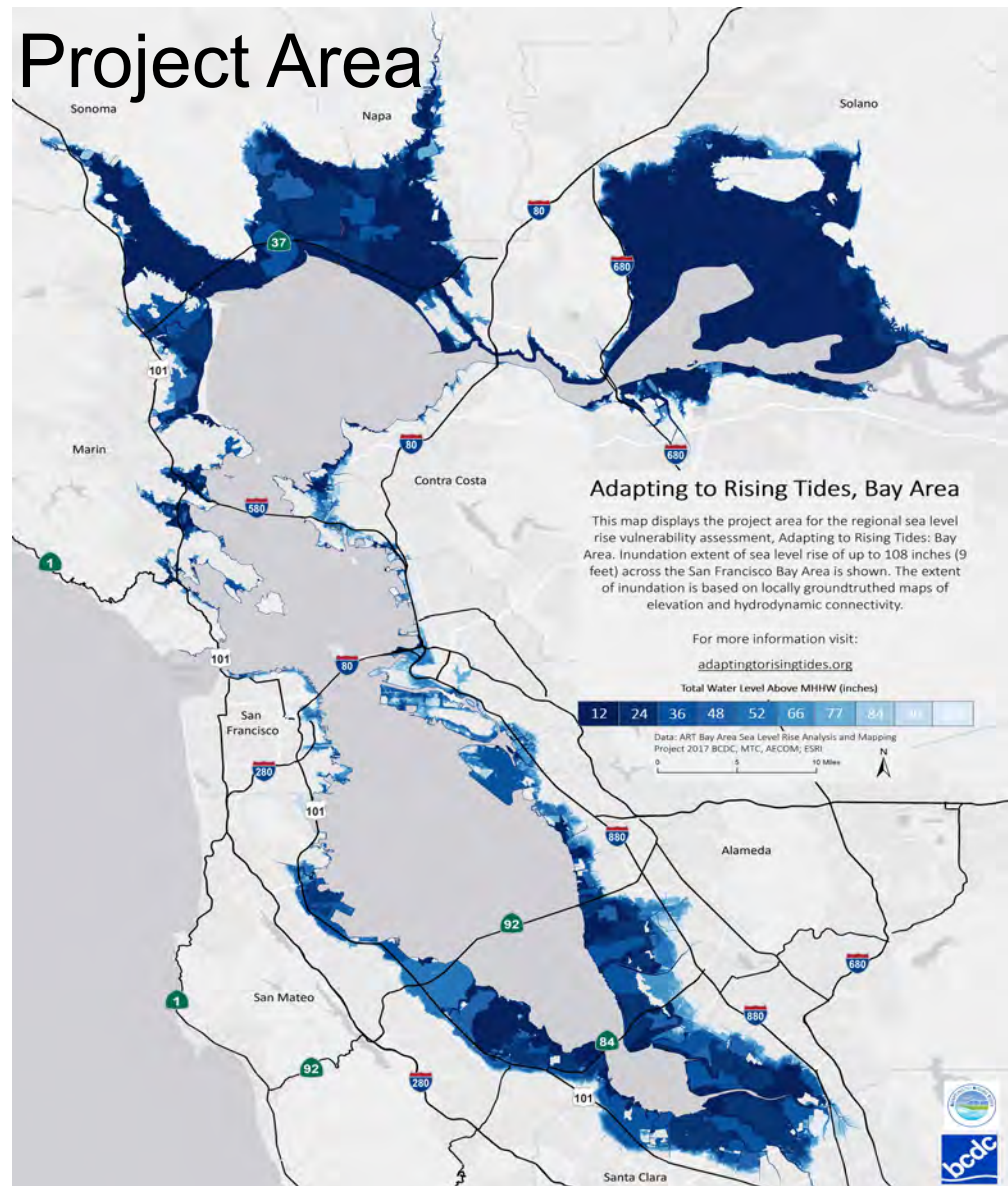 Project Area
Sonoma
Napa
Solano
80
37
680
101
Marin
80
680
Contra Costa
580
1
Adapting to Rising Tides, Bay Area
This map displays the project area for the regional sea level
rise vulnerability assessment, Adapting to Rising Tides: Bay
Area. Inundation extent of sea level rise of up to 108 inches (9
feet) across the San Francisco Bay Area is shown. The extent
of inundation is based on locally groundtruthed maps of
elevation and hydrodynamic connectivity.
For more information visit:
adaptingtorisingtides.org
Total Water Level Above MHHW (inches)
12 24 36 48 52 66 77 84
Data: ART Bay Area Sea Level Rise Analysis and Mapping
Project 2017 BCDC, MTC, AECOM; ESRI
0 5 10 Miles
N
101
80
San
Francisco
280
101
880
Alameda
92
680
1
San Mateo
880
84
92
280
101
Santa Clara
bcdc